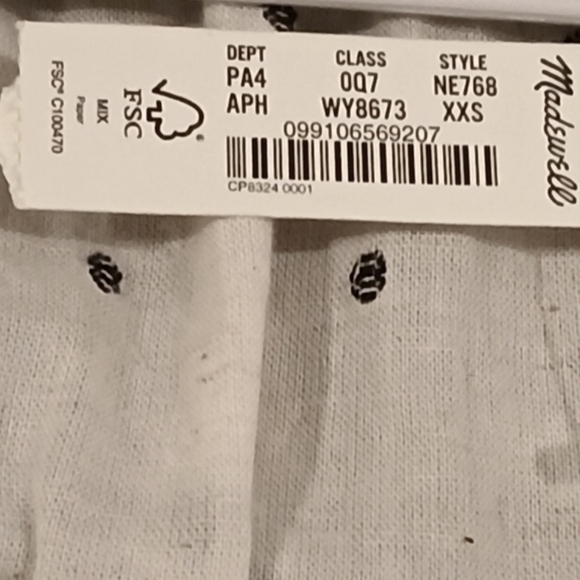 DEPT CLASS STYLE
PA4 0Q7 NE768
APH WY8673 XXS
099106569207
CP8324 0001
Madewell
FSC
MIX
Paper
FSC® C100470